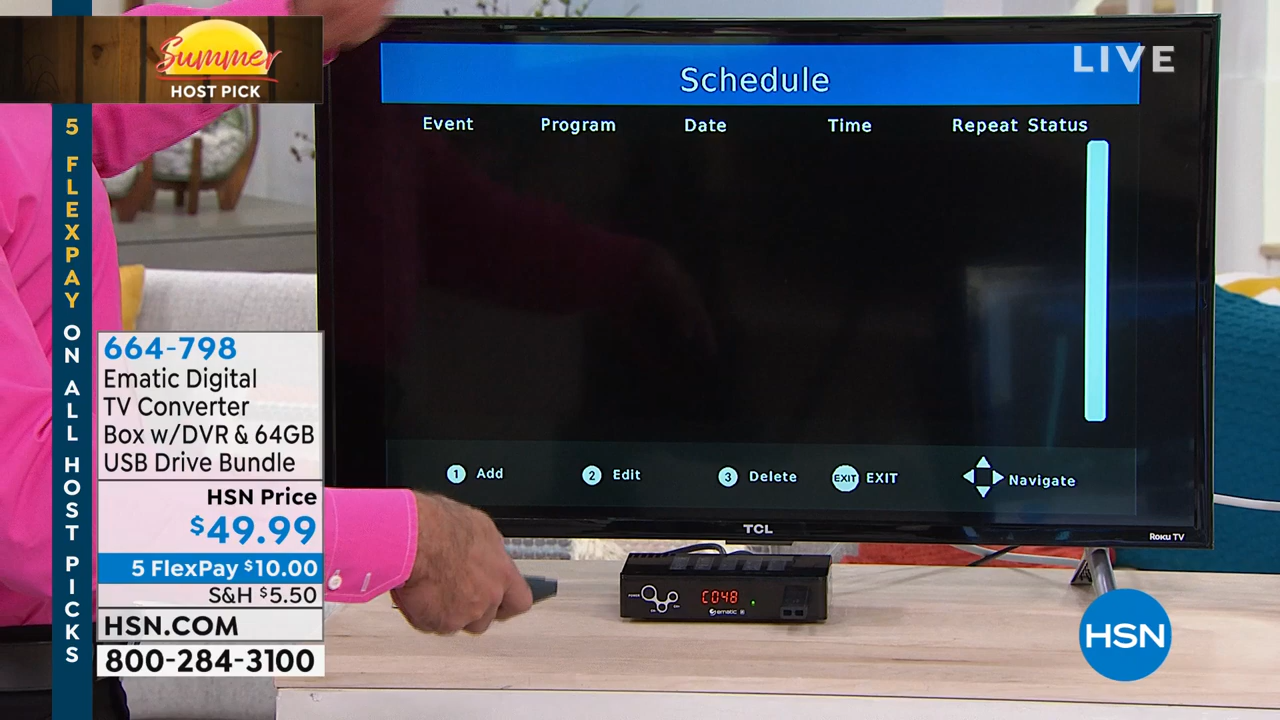 Summer
HOST PICK
5 FLEXPAY ON ALL HOST PICKS
664-798
Ematic Digital
TV Converter
Box w/DVR & 64GB
USB Drive Bundle
HSN Price
$49.99
5 FlexPay $10.00
S&H $5.50
HSN.COM
800-284-3100
LIVE
Schedule
Event Program Date Time Repeat Status
1 Add 2 Edit 3 Delete EXIT EXIT Navigate
TCL
Roku TV
C048
ematic
HSN